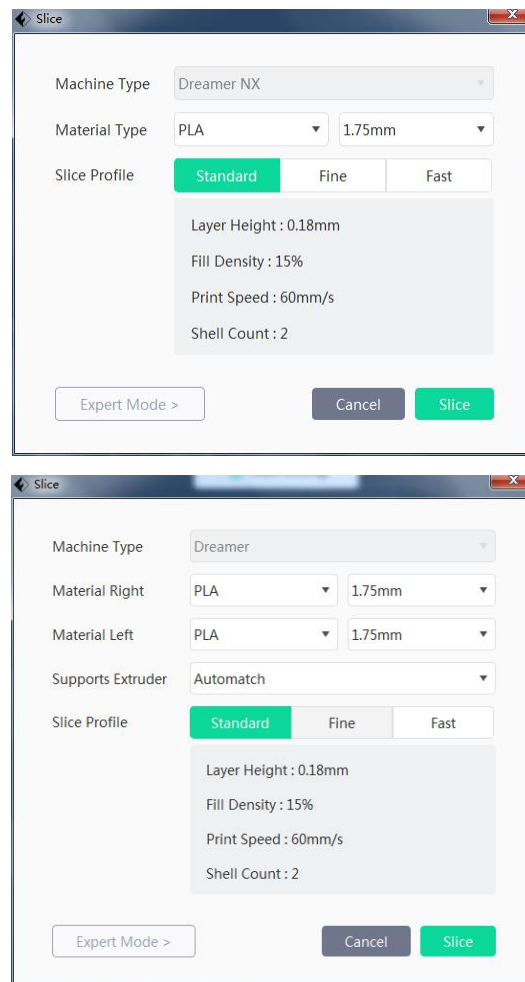 Slice
x
Machine Type Dreamer NX
Material Type PLA 1.75mm
Slice Profile Standard Fine Fast
Layer Height : 0.18mm
Fill Density : 15%
Print Speed : 60mm/s
Shell Count : 2
Expert Mode > Cancel Slice
Slice
x
Machine Type Dreamer
Material Right PLA 1.75mm
Material Left PLA 1.75mm
Supports Extruder Automatch
Slice Profile Standard Fine Fast
Layer Height : 0.18mm
Fill Density : 15%
Print Speed : 60mm/s
Shell Count : 2
Expert Mode > Cancel Slice